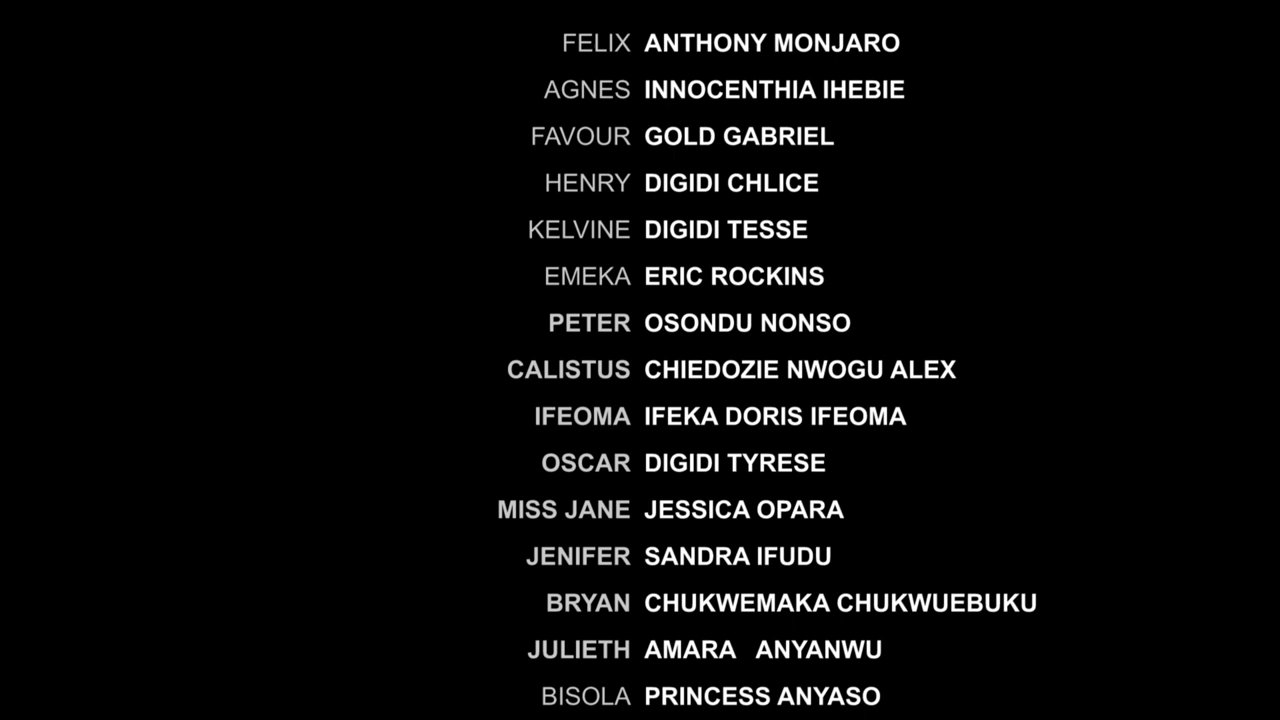 FELIX ANTHONY MONJARO
AGNES INNOCENTHIA IHEBIE
FAVOUR GOLD GABRIEL
HENRY DIGIDI CHLICE
KELVINE DIGIDI TESSE
EMEKA ERIC ROCKINS
PETER OSONDU NONSO
CALISTUS CHIEDOZIE NWOGU ALEX
IFEOMA IFEKA DORIS IFEOMA
OSCAR DIGIDI TYRESE
MISS JANE JESSICA OPARA
JENIFER SANDRA IFUDU
BRYAN CHUKWEMAKA CHUKWUEBUKU
JULIETH AMARA ANYANWU
BISOLA PRINCESS ANYASO